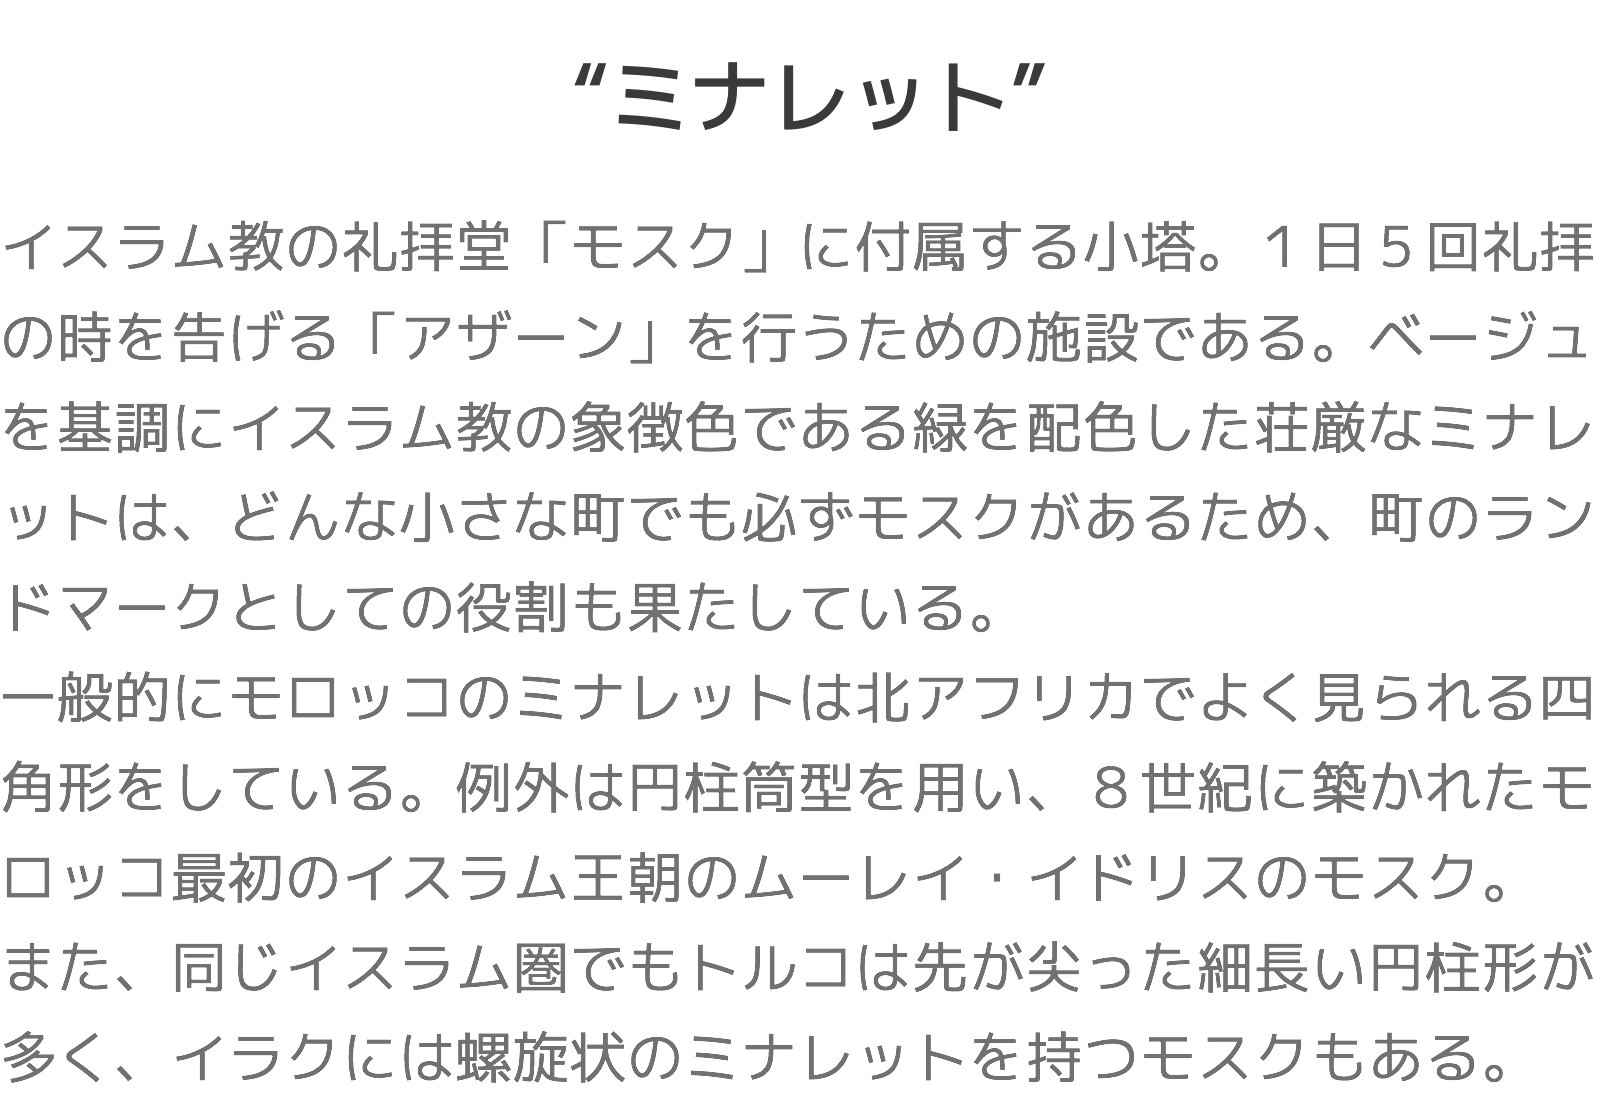 “ミナレット”
イスラム教の礼拝堂「モスク」に付属する小塔。１日５回礼拝
の時を告げる「アザーン」を行うための施設である。ベージュ
を基調にイスラム教の象徴色である緑を配色した荘厳なミナレ
ットは、どんな小さな町でも必ずモスクがあるため、町のラン
ドマークとしての役割も果たしている。
一般的にモロッコのミナレットは北アフリカでよく見られる四
角形をしている。例外は円柱筒型を用い、８世紀に築かれたモ
ロッコ最初のイスラム王朝のムーレイ・イドリスのモスク。
また、同じイスラム圏でもトルコは先が尖った細長い円柱形が
多く、イラクには螺旋状のミナレットを持つモスクもある。